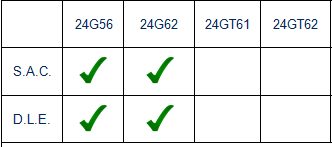 24G56 24G62 24GT61 24GT62
S.A.C. ✓ ✓
D.L.E. ✓ ✓